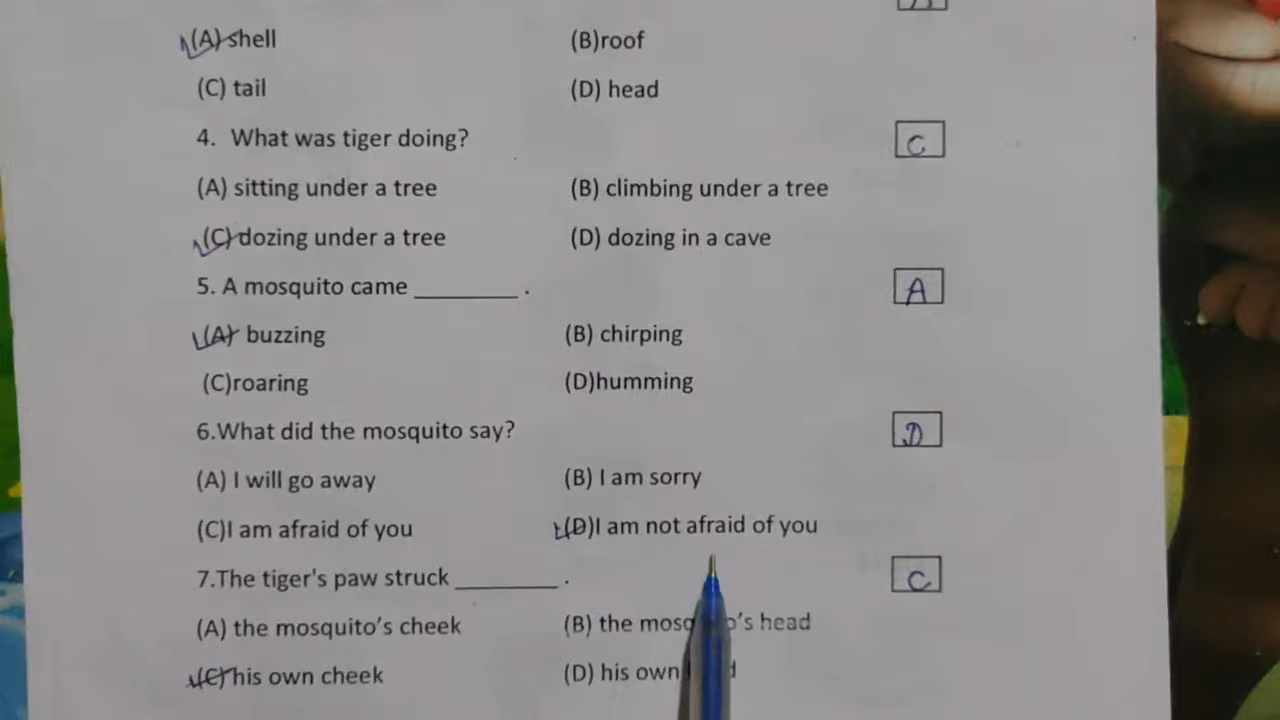 (A) shell (B)roof
(C) tail (D) head
4. What was tiger doing? C
(A) sitting under a tree (B) climbing under a tree
(C) dozing under a tree (D) dozing in a cave
5. A mosquito came ________ . A
(A) buzzing (B) chirping
(C)roaring (D)humming
6.What did the mosquito say? D
(A) I will go away (B) I am sorry
(C)I am afraid of you (D)I am not afraid of you
7.The tiger's paw struck ________ . C
(A) the mosquito’s cheek (B) the head
(C) his own cheek (D) his own